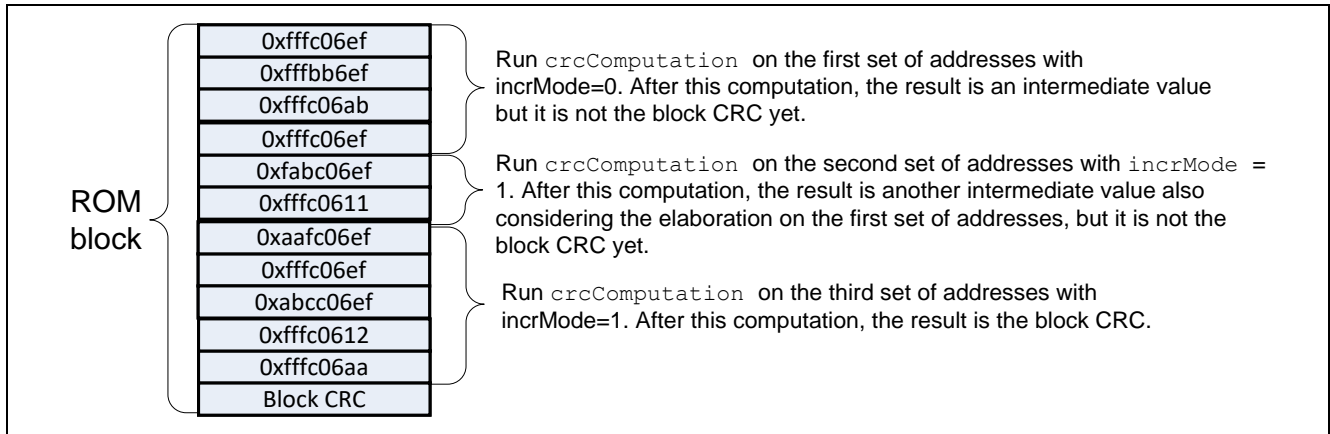 ROM
block
0xfffc06ef
0xfffbb6ef
0xfffc06ab
0xfffc06ef
0xfabc06ef
0xfffc0611
0xaafc06ef
0xfffc06ef
0xabcc06ef
0xfffc0612
0xfffc06aa
Block CRC
Run crcComputation on the first set of addresses with
incrMode=0. After this computation, the result is an intermediate value
but it is not the block CRC yet.
Run crcComputation on the second set of addresses with incrMode =
1. After this computation, the result is another intermediate value also
considering the elaboration on the first set of addresses, but it is not the
block CRC yet.
Run crcComputation on the third set of addresses with
incrMode=1. After this computation, the result is the block CRC.